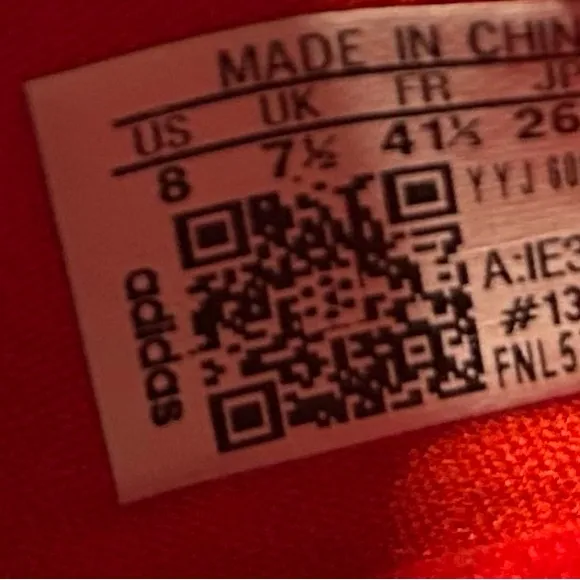 MADE IN CHIN
US UK FR JP
8 7½ 41⅓ 26
YYJ 60
A:IE3
#13
FNL5
adidas